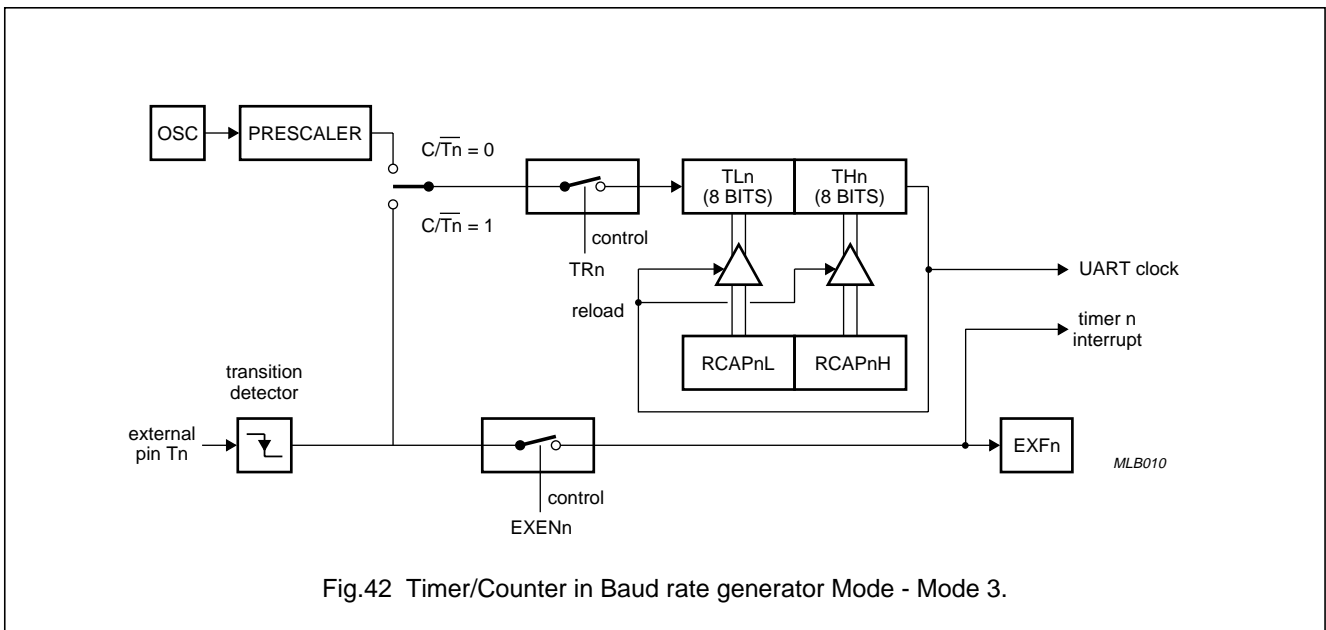 OSC
PRESCALER
C/T̅n̅ = 0
C/T̅n̅ = 1
control
TRn
TLn
(8 BITS)
THn
(8 BITS)
reload
UART clock
timer n
interrupt
RCAPnL
RCAPnH
transition
detector
external
pin Tn
control
EXENn
EXFn
MLB010
Fig.42 Timer/Counter in Baud rate generator Mode - Mode 3.